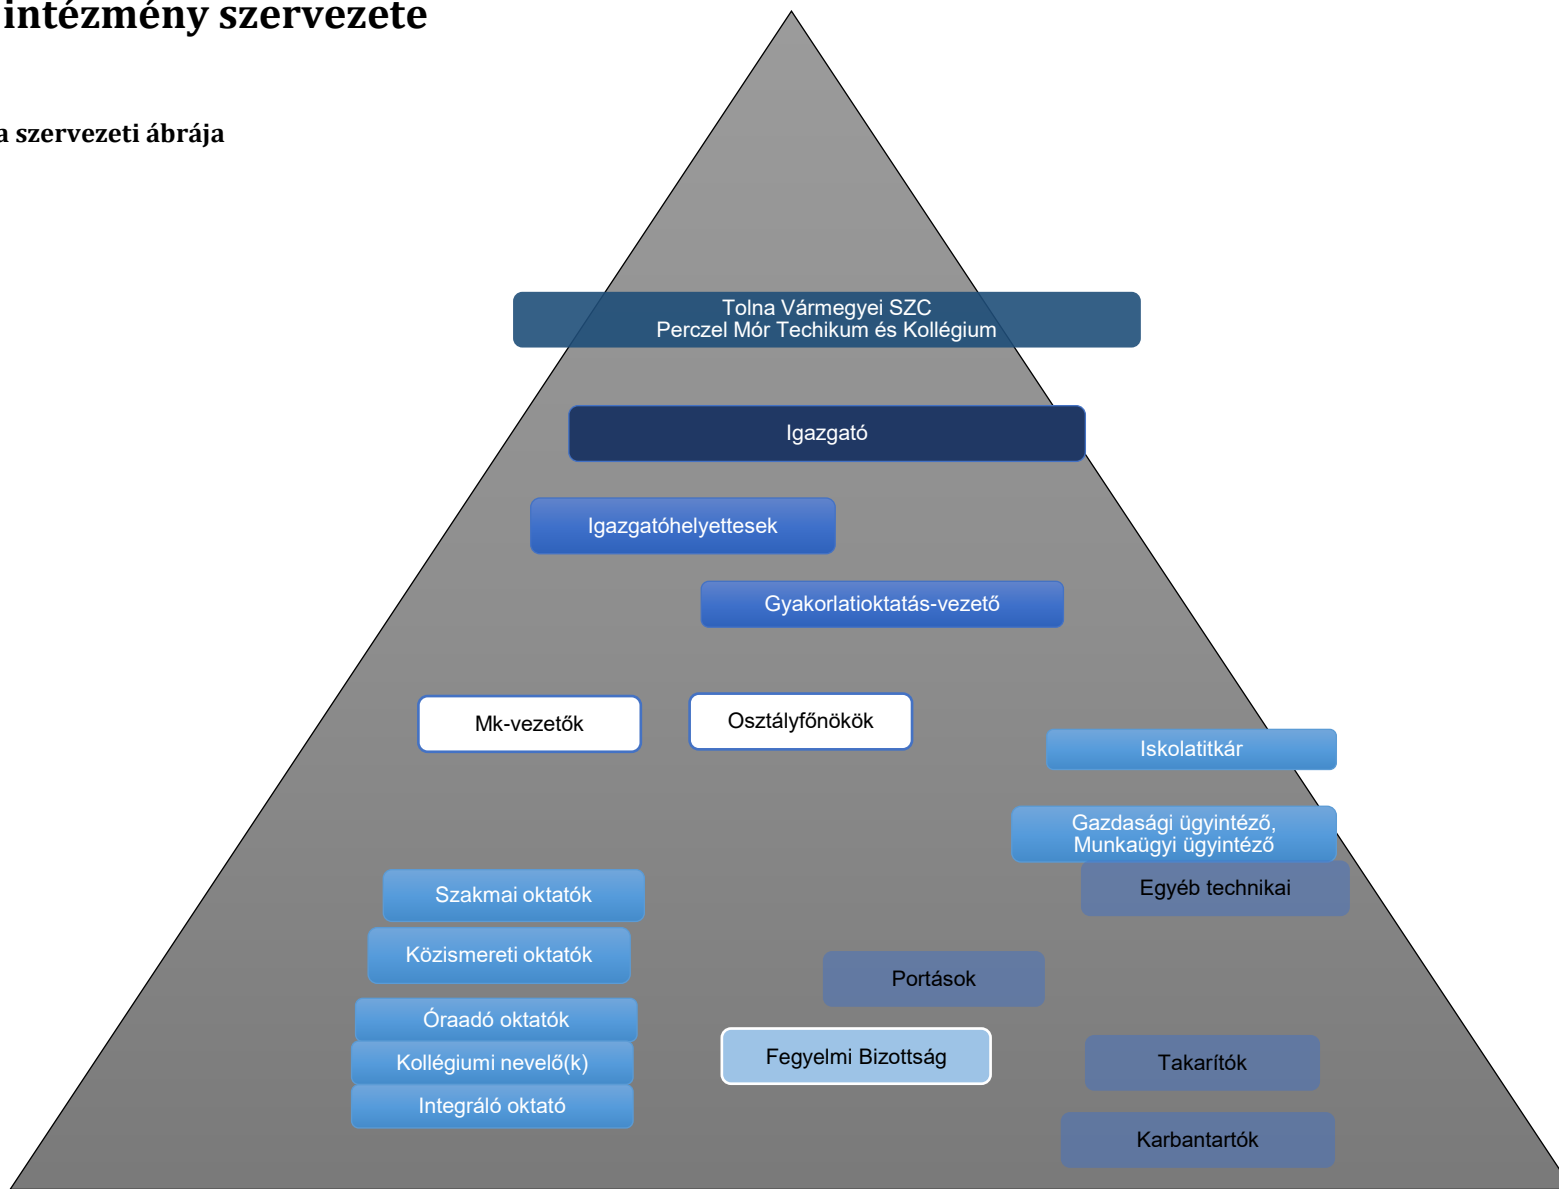 intézmény szervezete
a szervezeti ábrája
Tolna Vármegyei SZC
Perczel Mór Techikum és Kollégium
Igazgató
Igazgatóhelyettesek
Gyakorlatioktatás-vezető
Mk-vezetők
Osztályfőnökök
Iskolatitkár
Gazdasági ügyintéző,
Munkaügyi ügyintéző
Egyéb technikai
Szakmai oktatók
Közismereti oktatók
Portások
Óraadó oktatók
Kollégiumi nevelő(k)
Fegyelmi Bizottság
Takarítók
Integráló oktató
Karbantartók